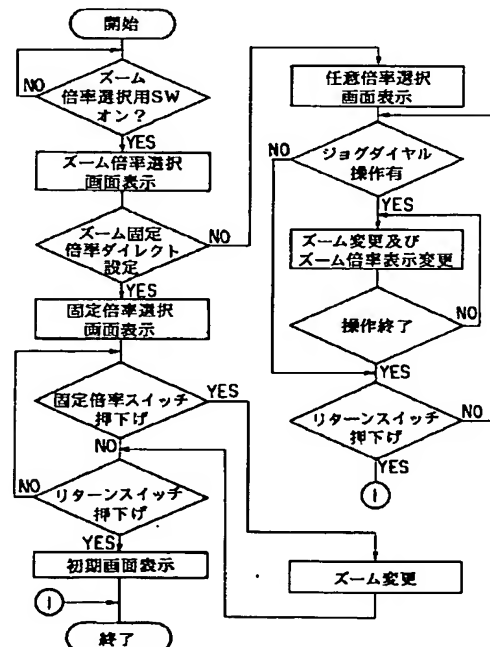 開始
ズーム
倍率選択用SW
オン？
NO
YES
ズーム倍率選択
画面表示
ズーム固定
倍率ダイレクト
設定
NO
YES
固定倍率選択
画面表示
固定倍率スイッチ
押下げ
YES
NO
リターンスイッチ
押下げ
NO
YES
初期画面表示
1
終了
任意倍率選択
画面表示
ジョグダイヤル
操作有
NO
YES
ズーム変更及び
ズーム倍率表示変更
操作終了
NO
YES
リターンスイッチ
押下げ
NO
YES
1
ズーム変更